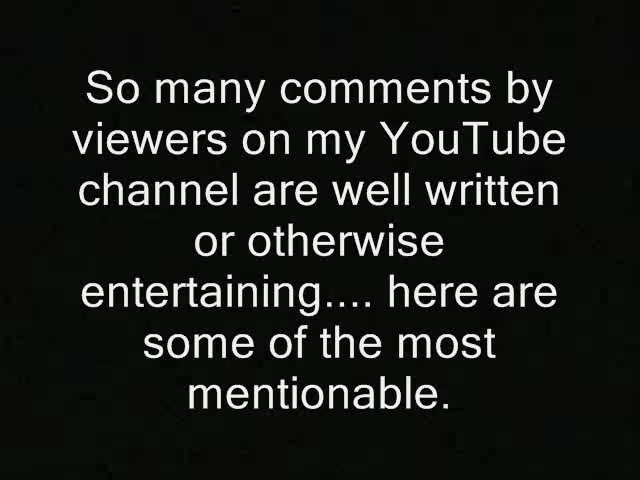 So many comments by
viewers on my YouTube
channel are well written
or otherwise
entertaining.... here are
some of the most
mentionable.